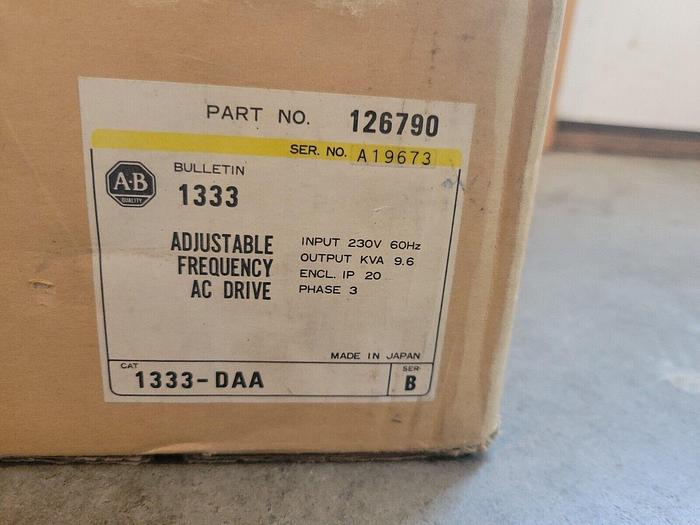 PART NO. 126790
SER. NO. A19673
A-B
QUALITY
BULLETIN
1333
ADJUSTABLE
FREQUENCY
AC DRIVE
INPUT 230V 60Hz
OUTPUT KVA 9.6
ENCL. IP 20
PHASE 3
MADE IN JAPAN
CAT
1333-DAA
SER
B